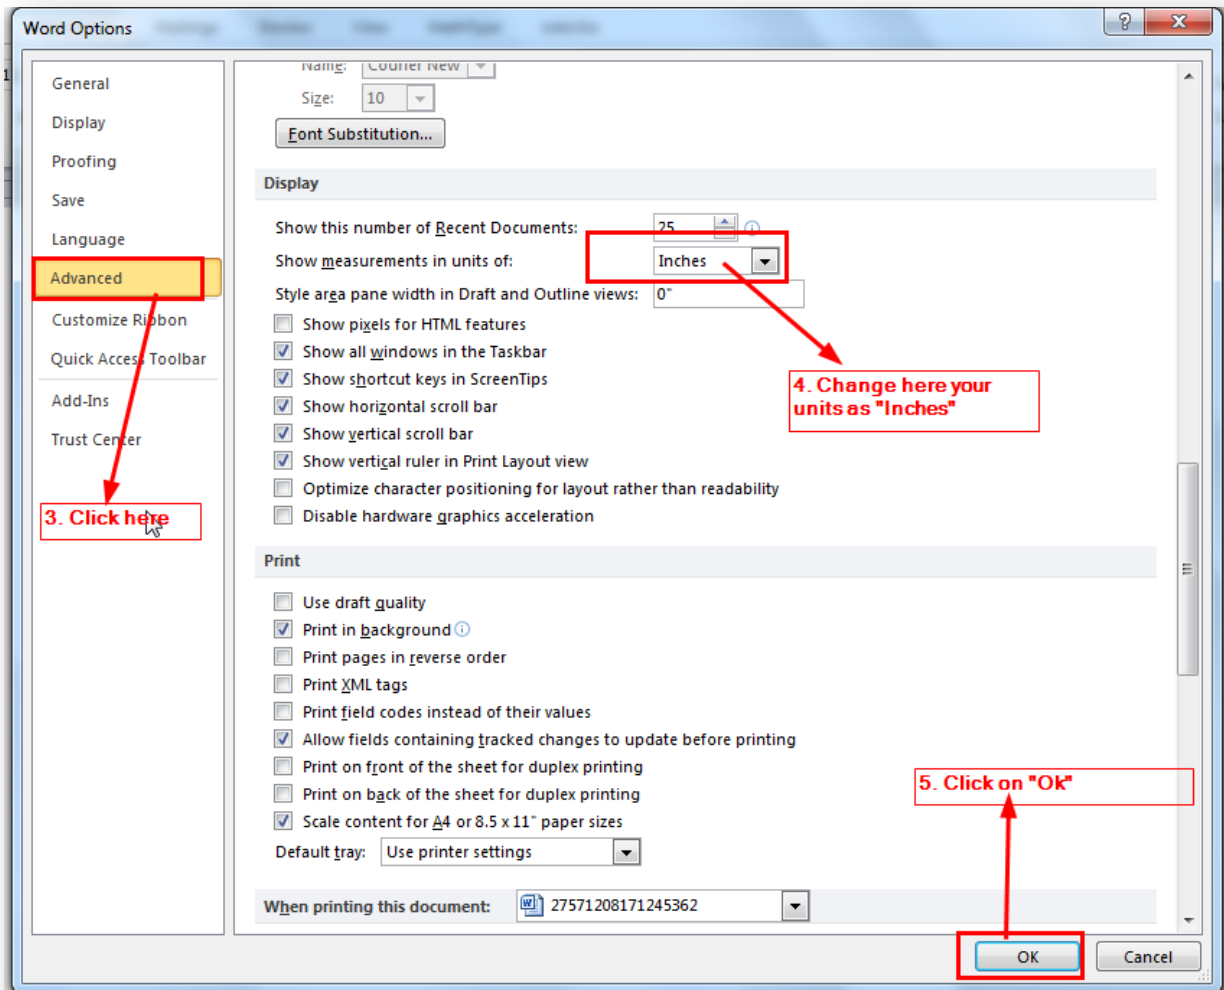 Word Options
1
General
Display
Proofing
Save
Language
Advanced
Customize Ribbon
Quick Access Toolbar
Add-Ins
Trust Center
3. Click here
Name: Courier New
Size: 10
Font Substitution...
Display
Show this number of Recent Documents: 25
Show measurements in units of: Inches
Style area pane width in Draft and Outline views: 0"
Show pixels for HTML features
Show all windows in the Taskbar
Show shortcut keys in ScreenTips
Show horizontal scroll bar
Show vertical scroll bar
Show vertical ruler in Print Layout view
Optimize character positioning for layout rather than readability
Disable hardware graphics acceleration
4. Change here your
units as "Inches"
Print
Use draft quality
Print in background
Print pages in reverse order
Print XML tags
Print field codes instead of their values
Allow fields containing tracked changes to update before printing
Print on front of the sheet for duplex printing
Print on back of the sheet for duplex printing
Scale content for A4 or 8.5 x 11" paper sizes
Default tray: Use printer settings
5. Click on "Ok"
When printing this document: 27571208171245362
OK
Cancel